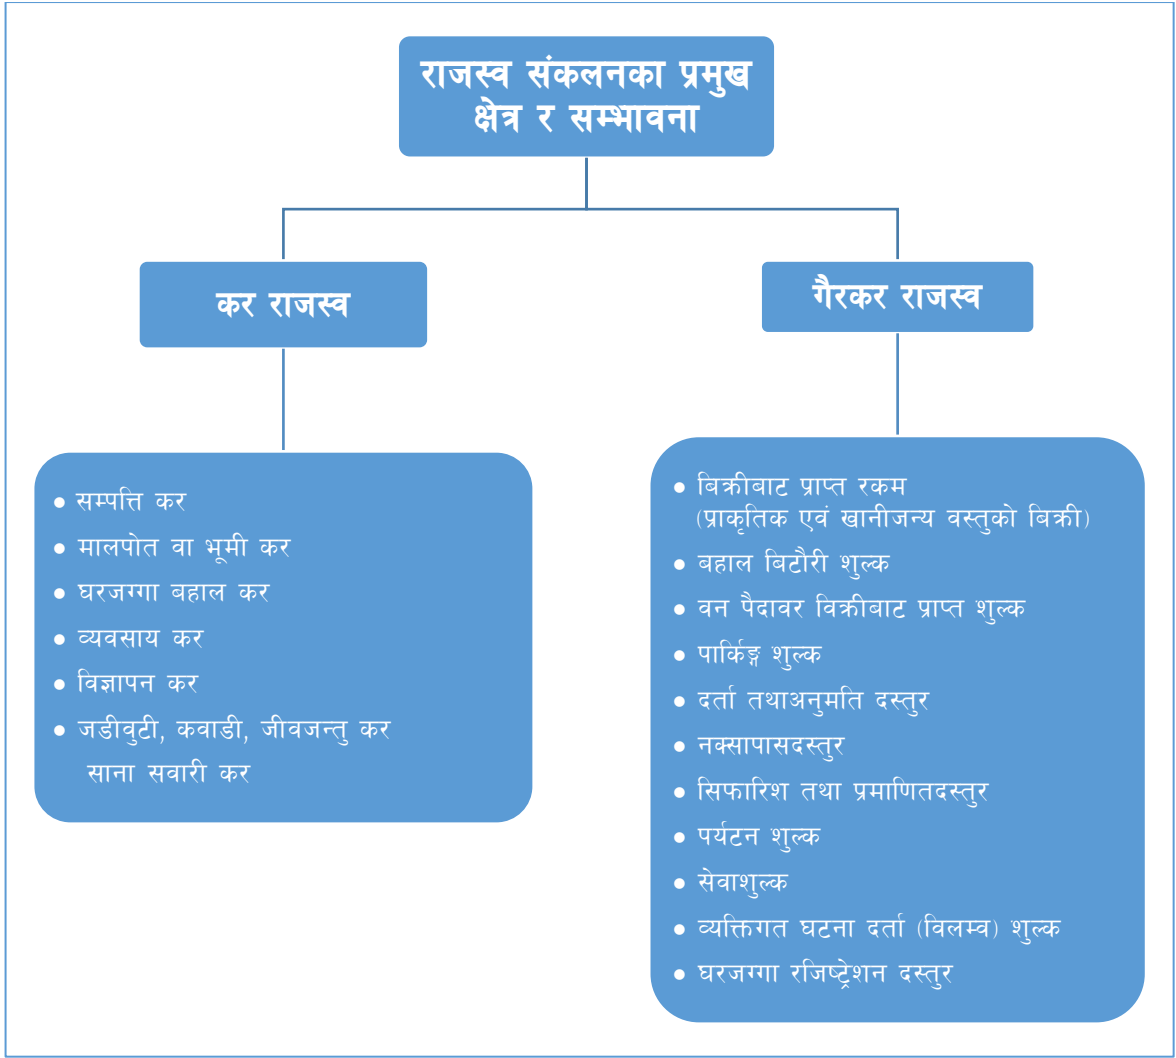 राजस्व संकलनका प्रमुख
क्षेत्र र सम्भावना
कर राजस्व
• सम्पत्ति कर
• मालपोत वा भूमी कर
• घरजग्गा बहाल कर
• व्यवसाय कर
• विज्ञापन कर
• जडीवुटी, कवाडी, जीवजन्तु कर
साना सवारी कर
गैरकर राजस्व
• बिक्रीबाट प्राप्त रकम
(प्राकृतिक एवं खानीजन्य वस्तुको बिक्री)
• बहाल बिटौरी शुल्क
• वन पैदावर विक्रीबाट प्राप्त शुल्क
• पार्किङ्ग शुल्क
• दर्ता तथाअनुमति दस्तुर
• नक्सापासदस्तुर
• सिफारिश तथा प्रमाणितदस्तुर
• पर्यटन शुल्क
• सेवाशुल्क
• व्यक्तिगत घटना दर्ता (विलम्व) शुल्क
• घरजग्गा रजिष्ट्रेशन दस्तुर